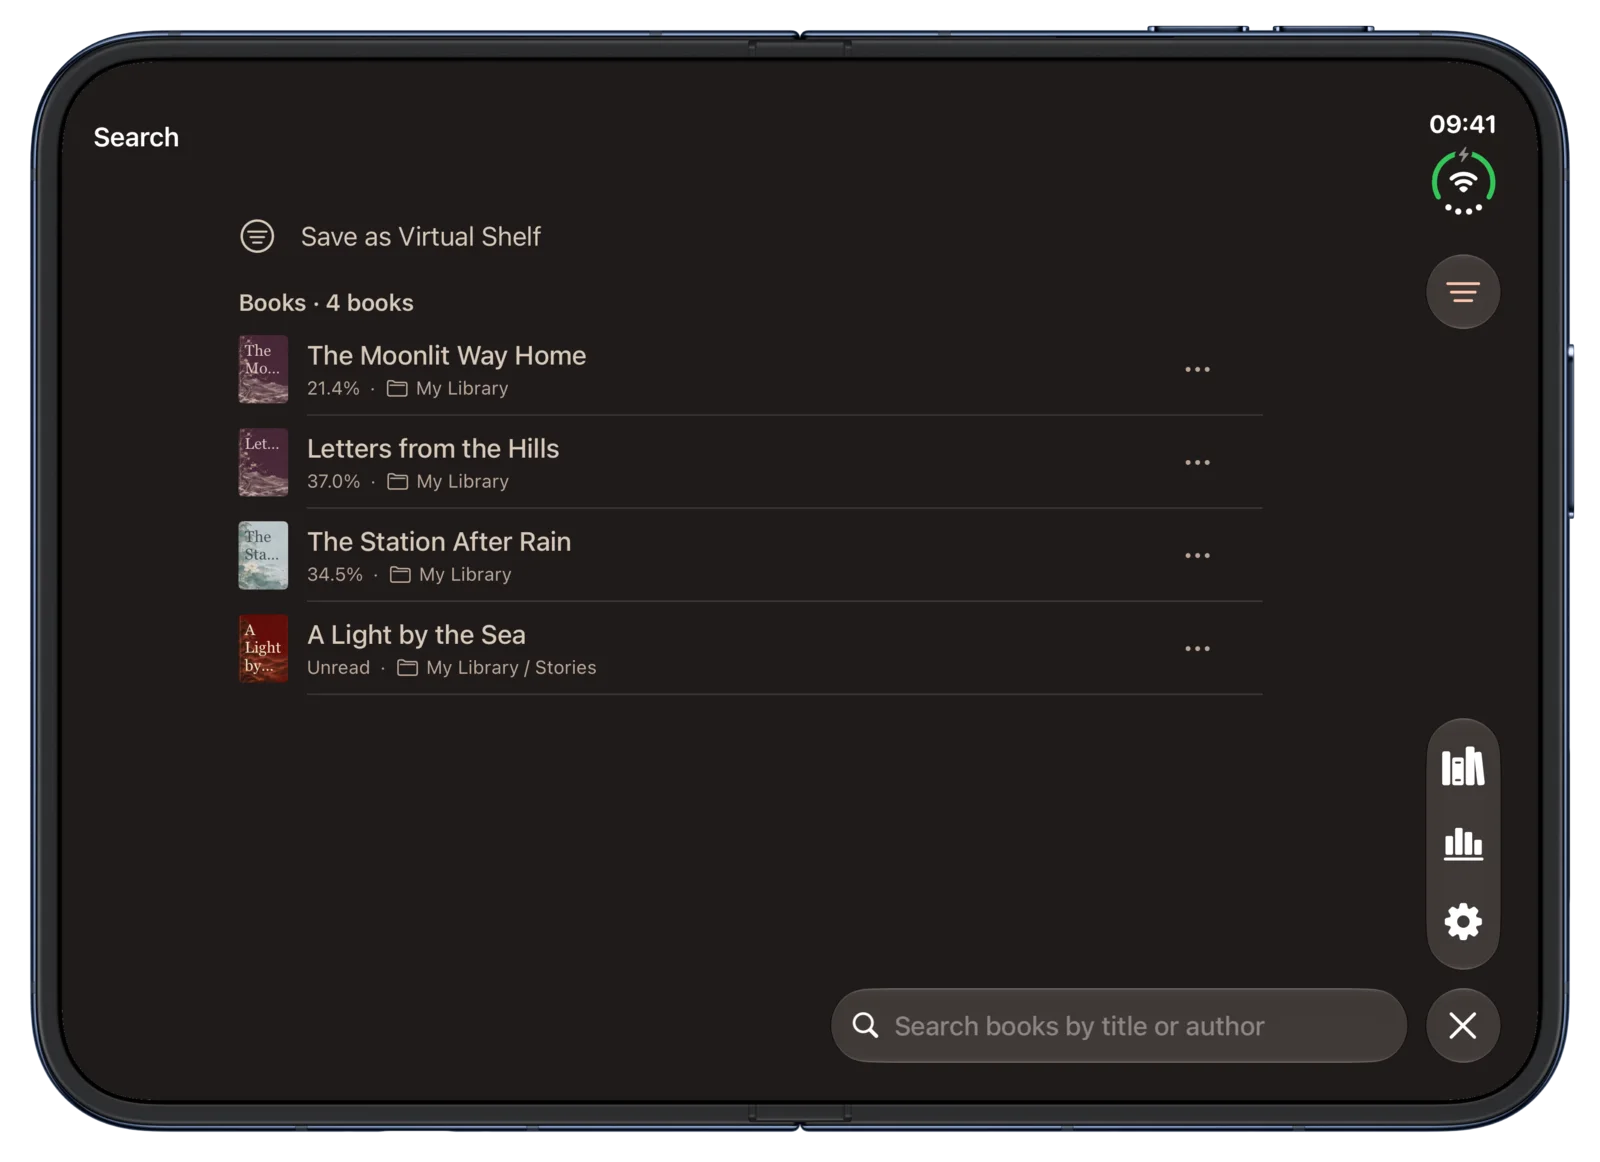 Search
09:41
Save as Virtual Shelf
Books · 4 books
The
Mo...
The Moonlit Way Home
21.4% · My Library
Let...
Letters from the Hills
37.0% · My Library
The
Sta...
The Station After Rain
34.5% · My Library
A
Light
by...
A Light by the Sea
Unread · My Library / Stories
Search books by title or author